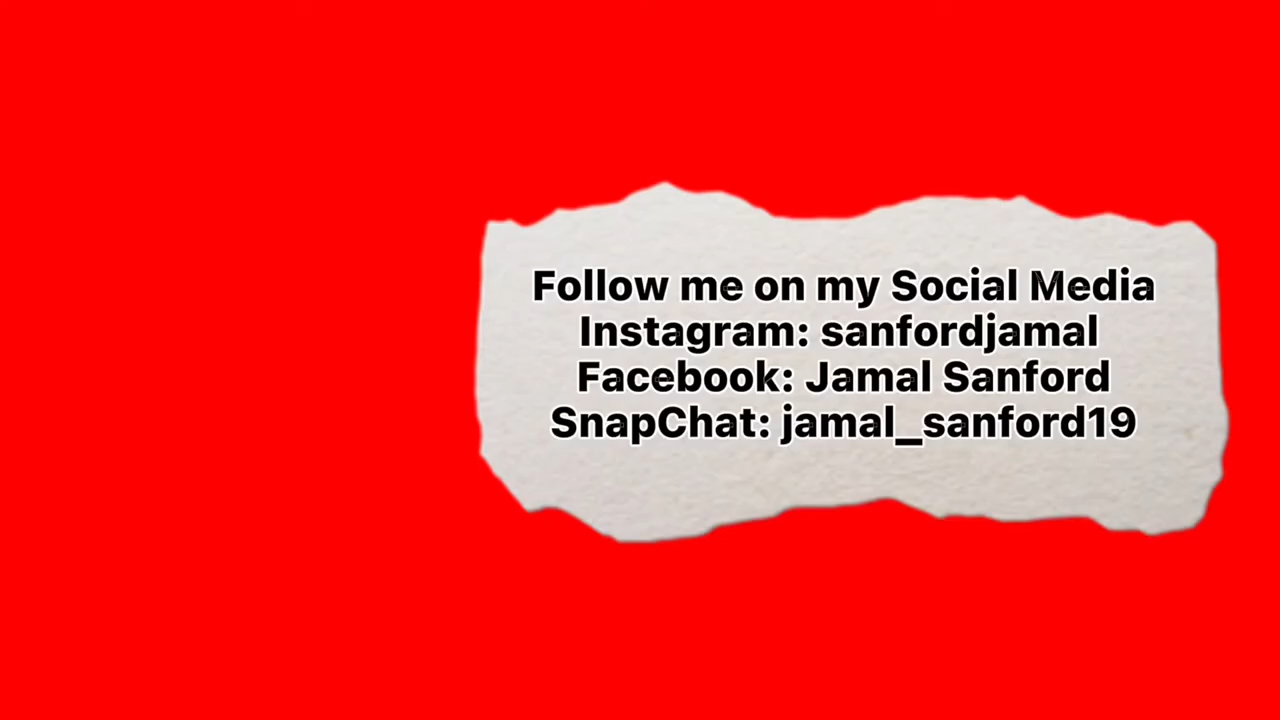 Follow me on my Social Media
Instagram: sanfordjamal
Facebook: Jamal Sanford
SnapChat: jamal_sanford19